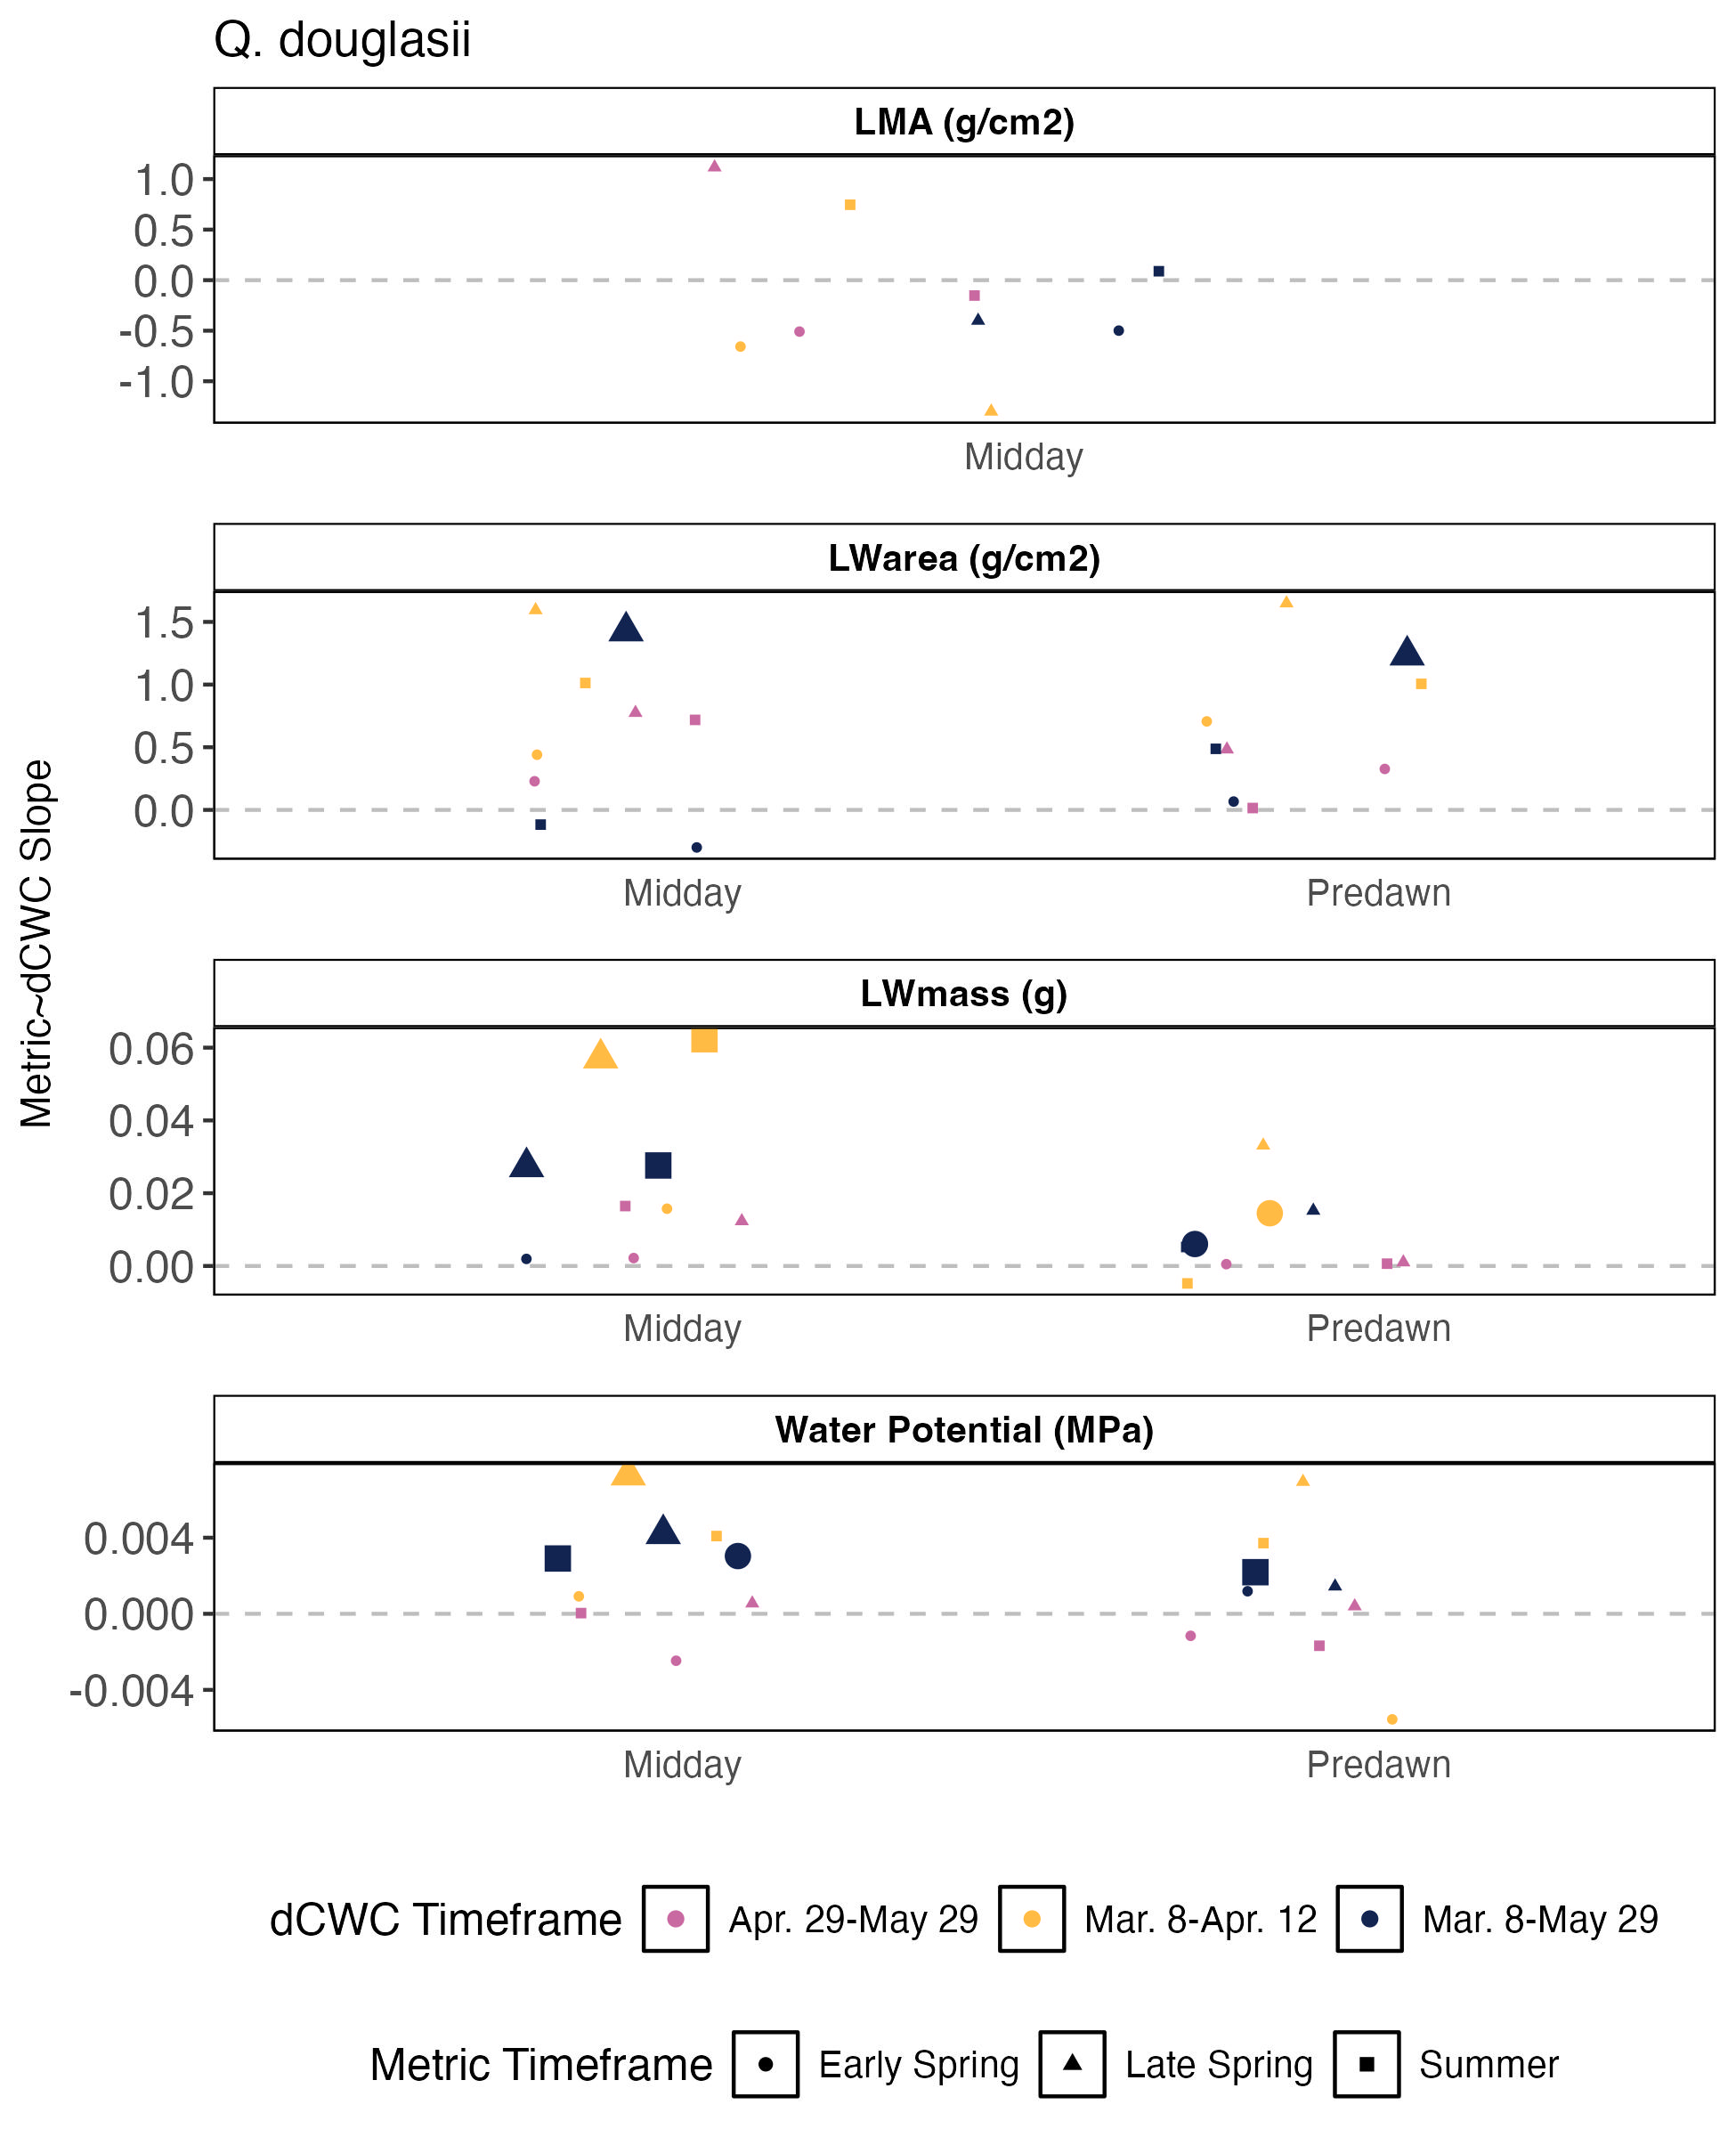 Q. douglasii
LMA (g/cm2)
1.0
0.5
0.0
-0.5
-1.0
Midday
LWarea (g/cm2)
1.5
1.0
0.5
0.0
Midday Predawn
Metric~dCWC Slope
LWmass (g)
0.06
0.04
0.02
0.00
Midday Predawn
Water Potential (MPa)
0.004
0.000
-0.004
Midday Predawn
dCWC Timeframe Apr. 29-May 29 Mar. 8-Apr. 12 Mar. 8-May 29
Metric Timeframe Early Spring Late Spring Summer